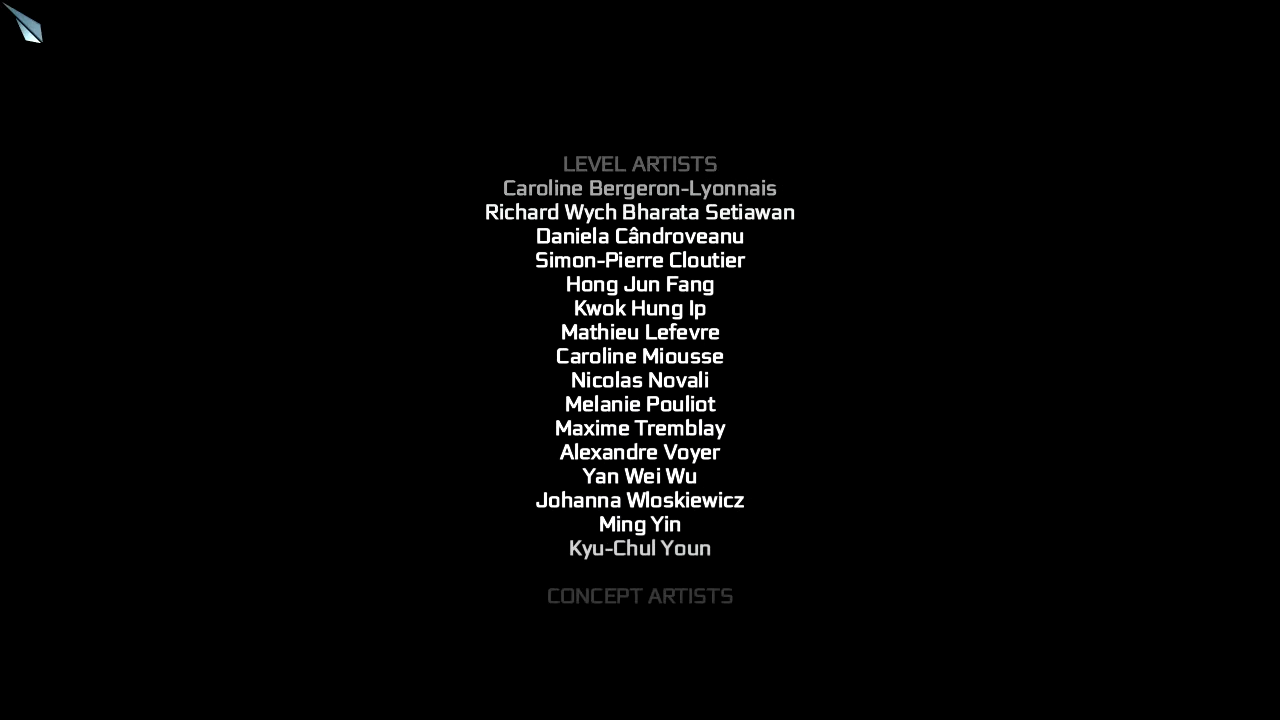 LEVEL ARTISTS
Caroline Bergeron-Lyonnais
Richard Wych Bharata Setiawan
Daniela Cândroveanu
Simon-Pierre Cloutier
Hong Jun Fang
Kwok Hung Ip
Mathieu Lefevre
Caroline Miousse
Nicolas Novali
Melanie Pouliot
Maxime Tremblay
Alexandre Voyer
Yan Wei Wu
Johanna Wloskiewicz
Ming Yin
Kyu-Chul Youn
CONCEPT ARTISTS